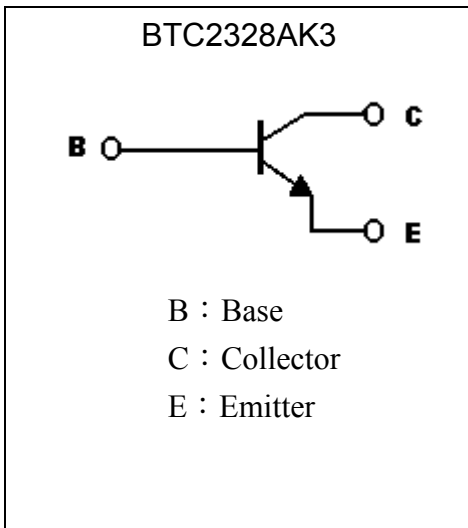 BTC2328AK3
C
B
E
B：Base
C：Collector
E：Emitter